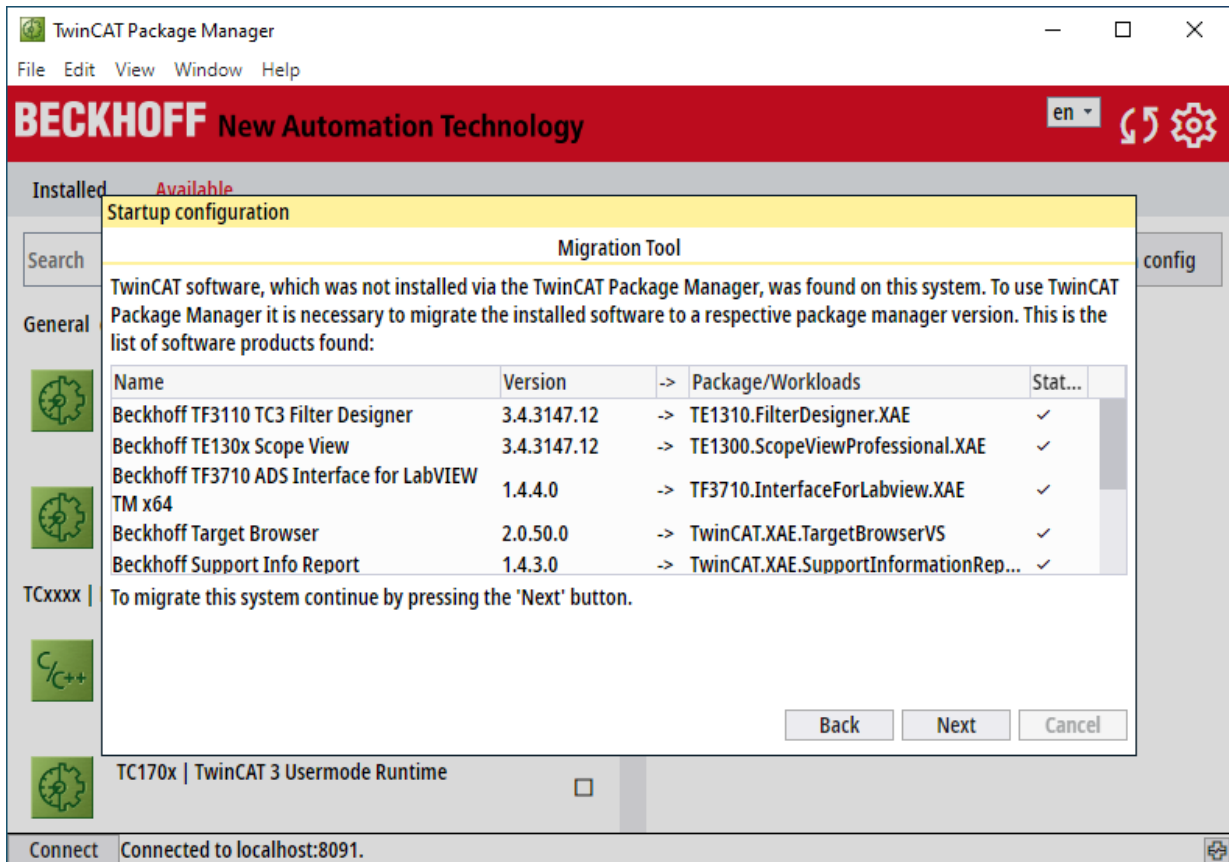 TwinCAT Package Manager
File Edit View Window Help
BECKHOFF New Automation Technology
en
Installed Available
Startup configuration
Migration Tool
Search
config
TwinCAT software, which was not installed via the TwinCAT Package Manager, was found on this system. To use TwinCAT
Package Manager it is necessary to migrate the installed software to a respective package manager version. This is the
list of software products found:
General
Name Version -> Package/Workloads Stat...
Beckhoff TF3110 TC3 Filter Designer 3.4.3147.12 -> TE1310.FilterDesigner.XAE ✓
Beckhoff TE130x Scope View 3.4.3147.12 -> TE1300.ScopeViewProfessional.XAE ✓
Beckhoff TF3710 ADS Interface for LabVIEW
TM x64 1.4.4.0 -> TF3710.InterfaceForLabview.XAE ✓
Beckhoff Target Browser 2.0.50.0 -> TwinCAT.XAE.TargetBrowserVS ✓
Beckhoff Support Info Report 1.4.3.0 -> TwinCAT.XAE.SupportInformationRep... ✓
TCxxxx |
To migrate this system continue by pressing the 'Next' button.
C/C++
Back Next Cancel
TC170x | TwinCAT 3 Usermode Runtime
Connect Connected to localhost:8091.